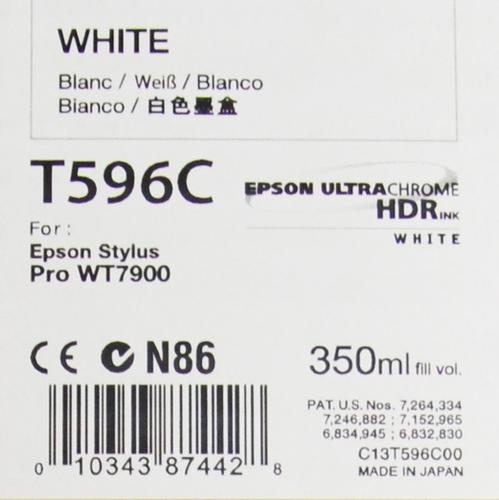 WHITE
Blanc / Weiß / Blanco
Bianco / 白色墨盒
T596C
EPSON ULTRACHROME
HDR INK
WHITE
For :
Epson Stylus
Pro WT7900
CE N86
350ml fill vol.
PAT. U.S. Nos. 7,264,334
7,246,882 ; 7,152,965
6,834,945 ; 6,832,830
C13T596C00
MADE IN JAPAN
0 10343 87442 8